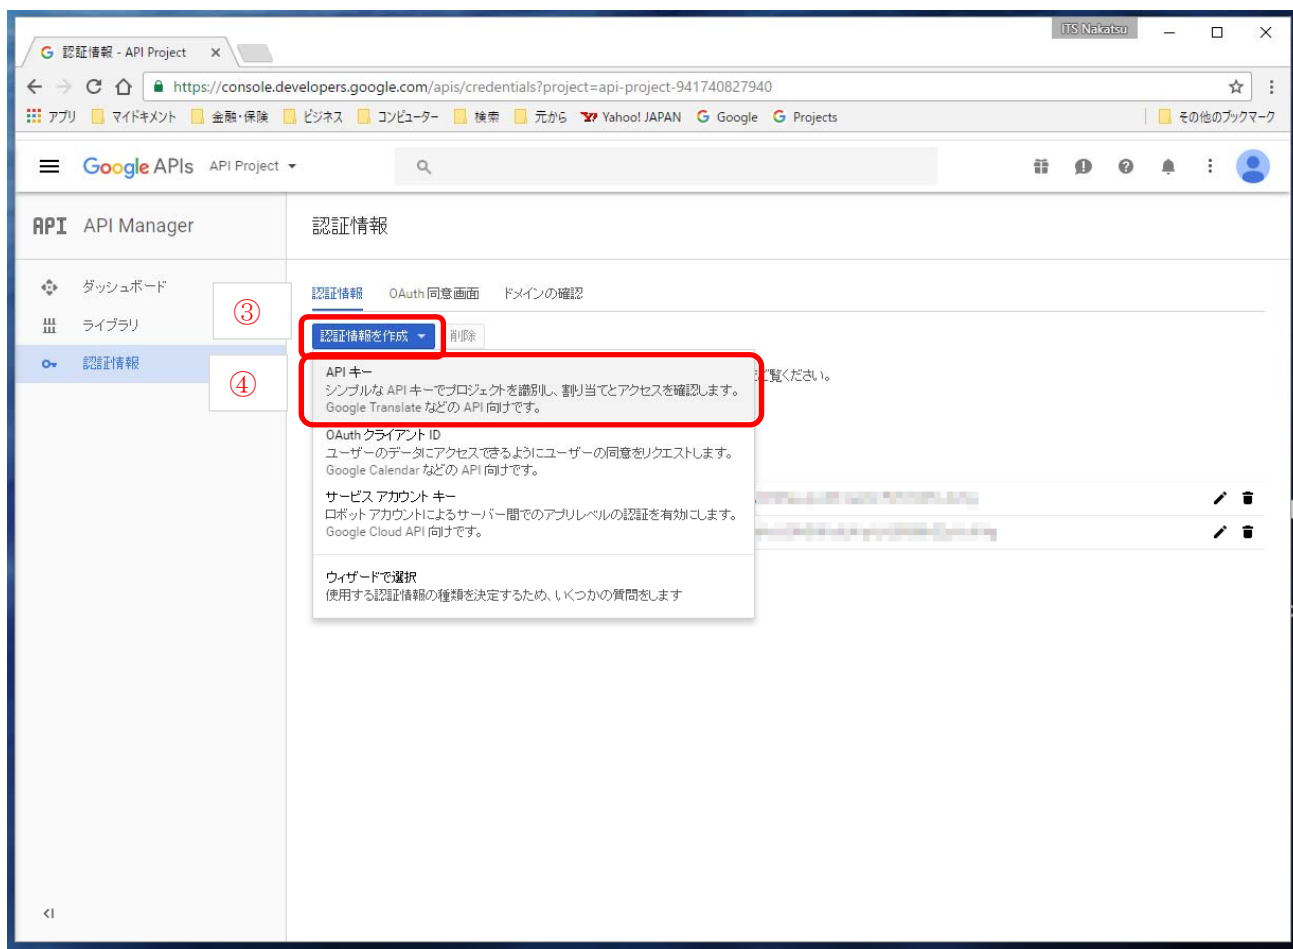 ITS Nakatsu
認証情報 - API Project
https://console.developers.google.com/apis/credentials?project=api-project-941740827940
アプリ マイドキメント 金融・保険 ビジネス コンピューター 検索 元から Yahoo! JAPAN Google Projects その他のブックマーク
Google APIs API Project
API API Manager
認証情報
ダッシュボード
ライブラリ
認証情報
認証情報 OAuth 同意画面 ドメインの確認
③
認証情報を作成 削除
④
API キー
シンプルな API キーでプロジェクトを識別し、割り当てとアクセスを確認します。
Google Translate などの API 向けです。
ご覧ください。
OAuth クライアント ID
ユーザーのデータにアクセスできるようにユーザーの同意をリクエストします。
Google Calendar などの API 向けです。
サービス アカウント キー
ロボット アカウントによるサーバー間でのアプリレベルの認証を有効にします。
Google Cloud API 向けです。
ウィザードで選択
使用する認証情報の種類を決定するため、いくつかの質問をします